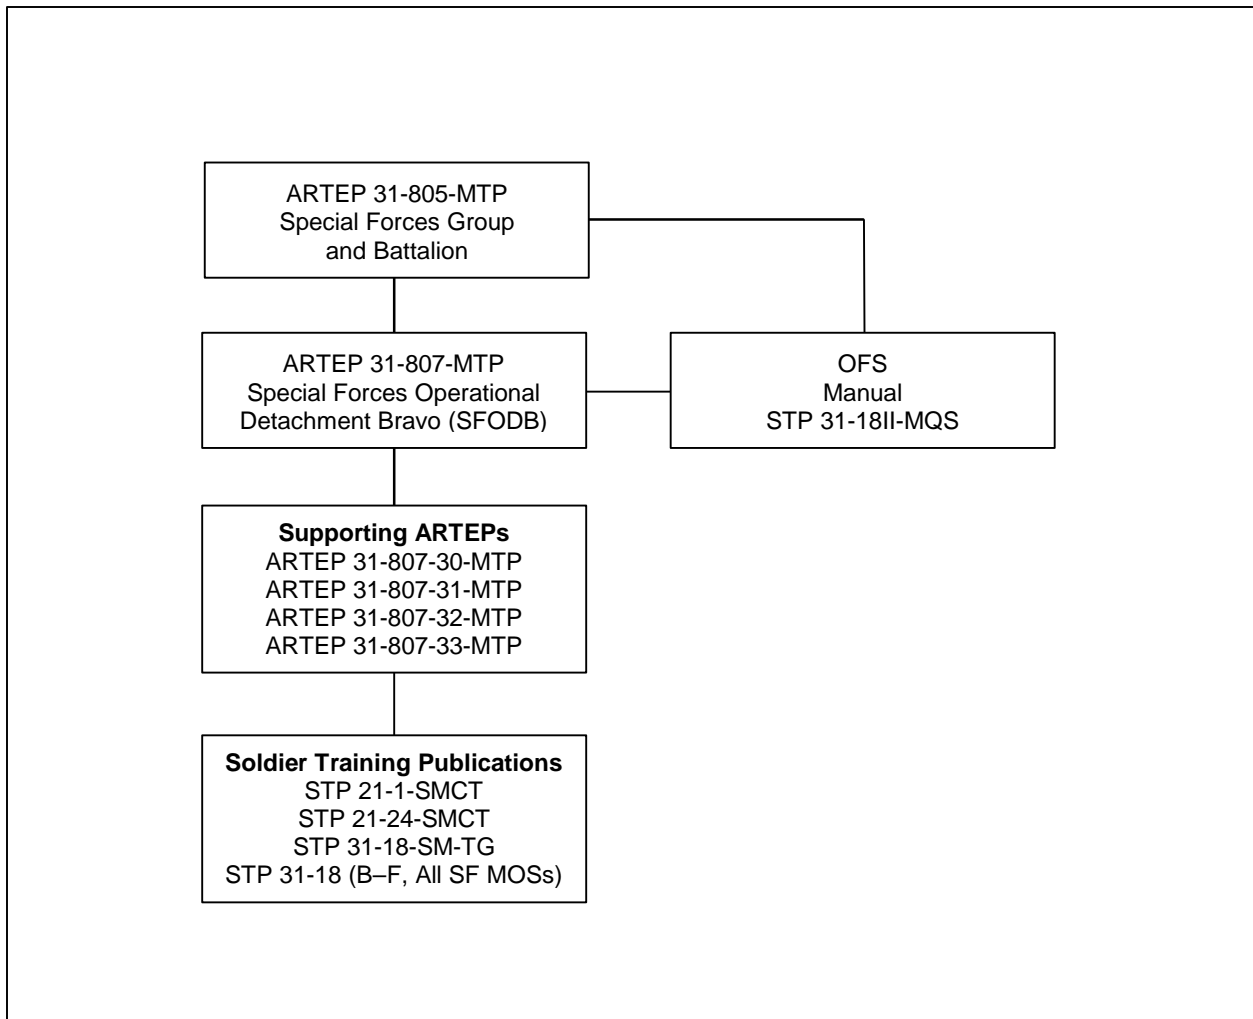 ARTEP 31-805-MTP
Special Forces Group
and Battalion
ARTEP 31-807-MTP
Special Forces Operational
Detachment Bravo (SFODB)
OFS
Manual
STP 31-18II-MQS
Supporting ARTEPs
ARTEP 31-807-30-MTP
ARTEP 31-807-31-MTP
ARTEP 31-807-32-MTP
ARTEP 31-807-33-MTP
Soldier Training Publications
STP 21-1-SMCT
STP 21-24-SMCT
STP 31-18-SM-TG
STP 31-18 (B–F, All SF MOSs)